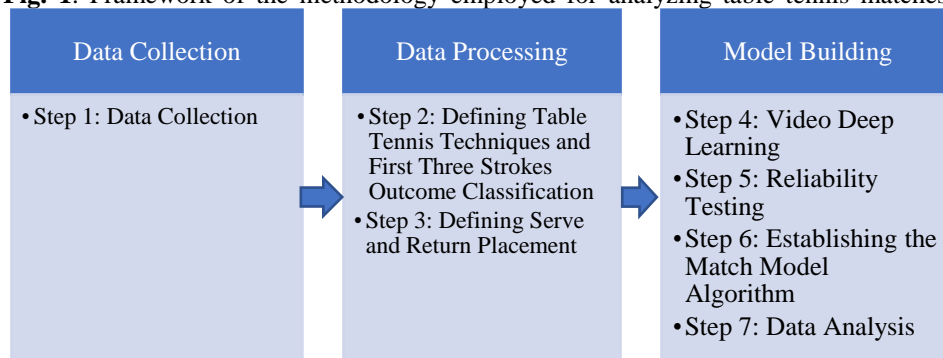 Fig. 1. Framework of the methodology employed for analyzing table tennis matches
Data Collection
• Step 1: Data Collection
Data Processing
• Step 2: Defining Table
Tennis Techniques and
First Three Strokes
Outcome Classification
• Step 3: Defining Serve
and Return Placement
Model Building
• Step 4: Video Deep
Learning
• Step 5: Reliability
Testing
• Step 6: Establishing the
Match Model
Algorithm
• Step 7: Data Analysis